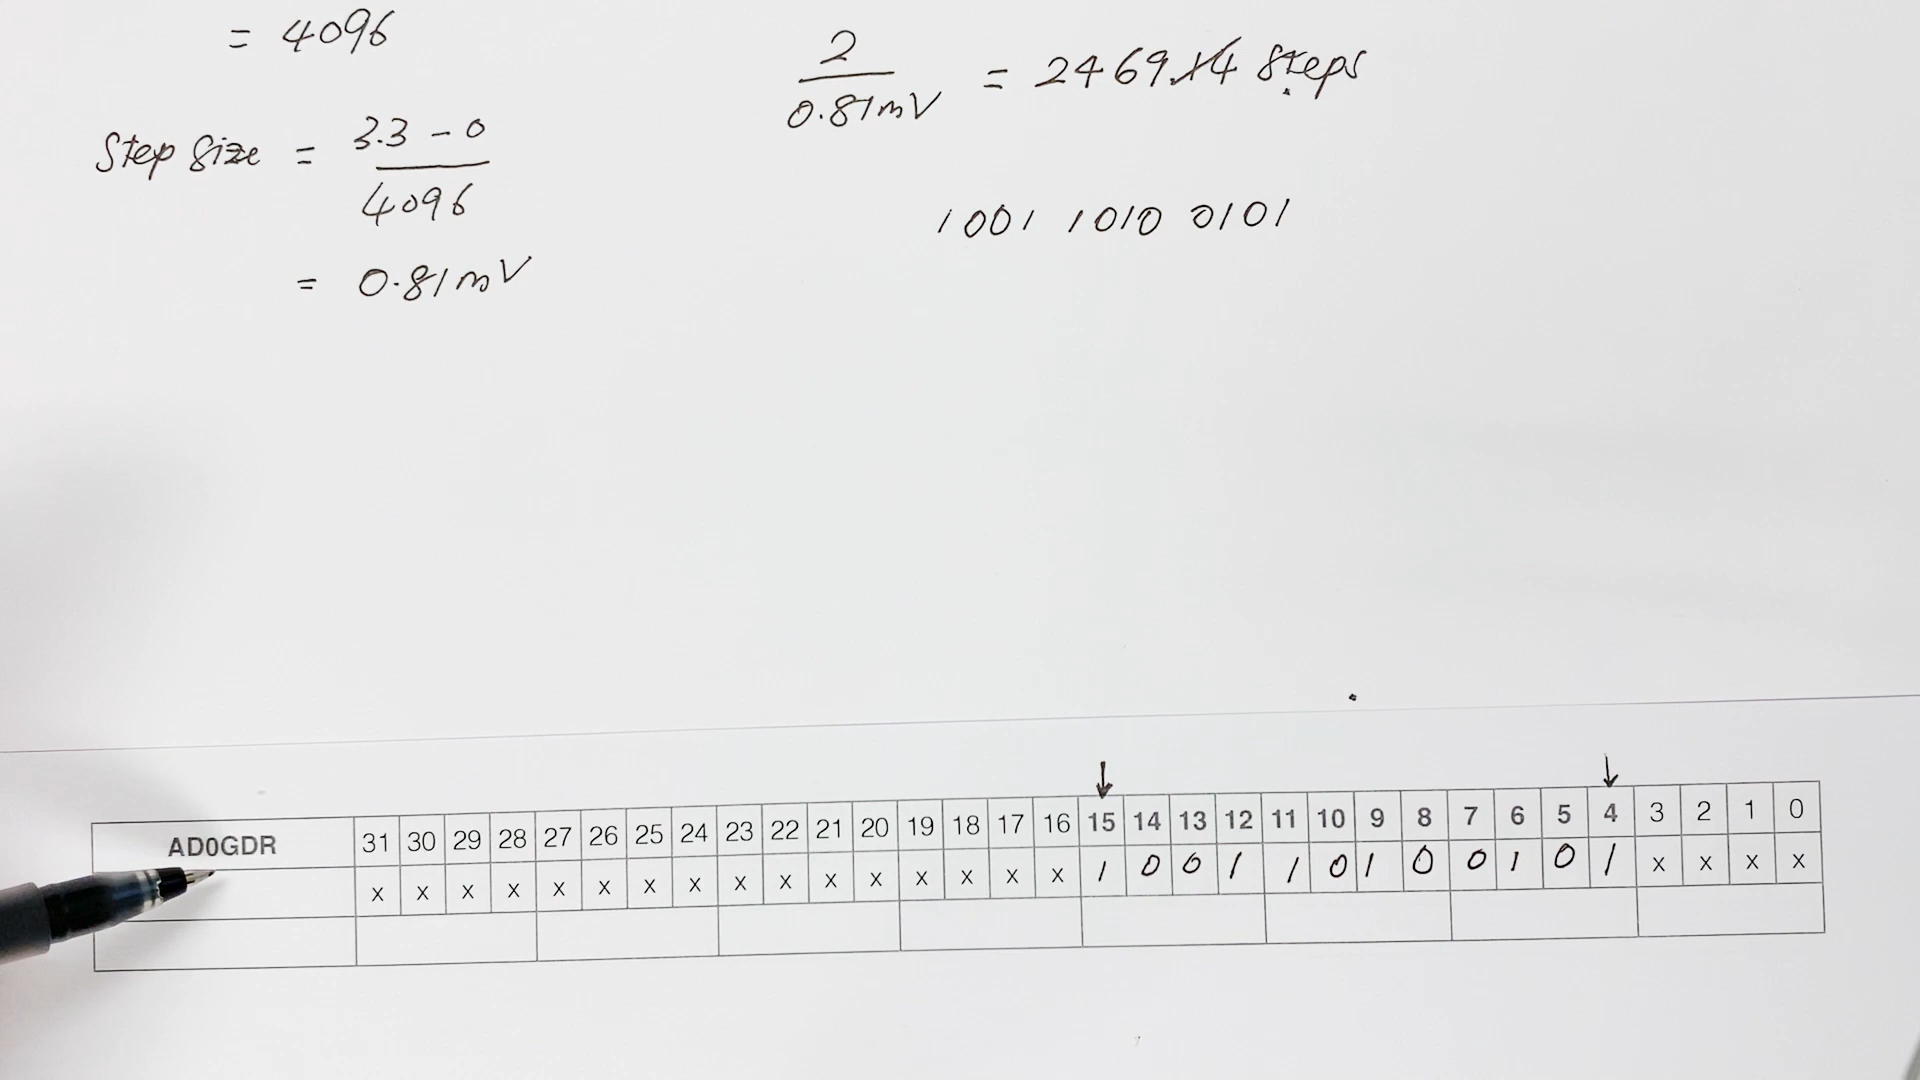 = 4096
Step Size = 3.3 - 0
4096
= 0.81mV
2
0.81mV
= 2469.14 Steps
1001 1010 0101
AD0GDR 31 30 29 28 27 26 25 24 23 22 21 20 19 18 17 16 15 14 13 12 11 10 9 8 7 6 5 4 3 2 1 0
x x x x x x x x x x x x x x x x 1 0 0 1 1 0 1 0 0 1 0 1 x x x x